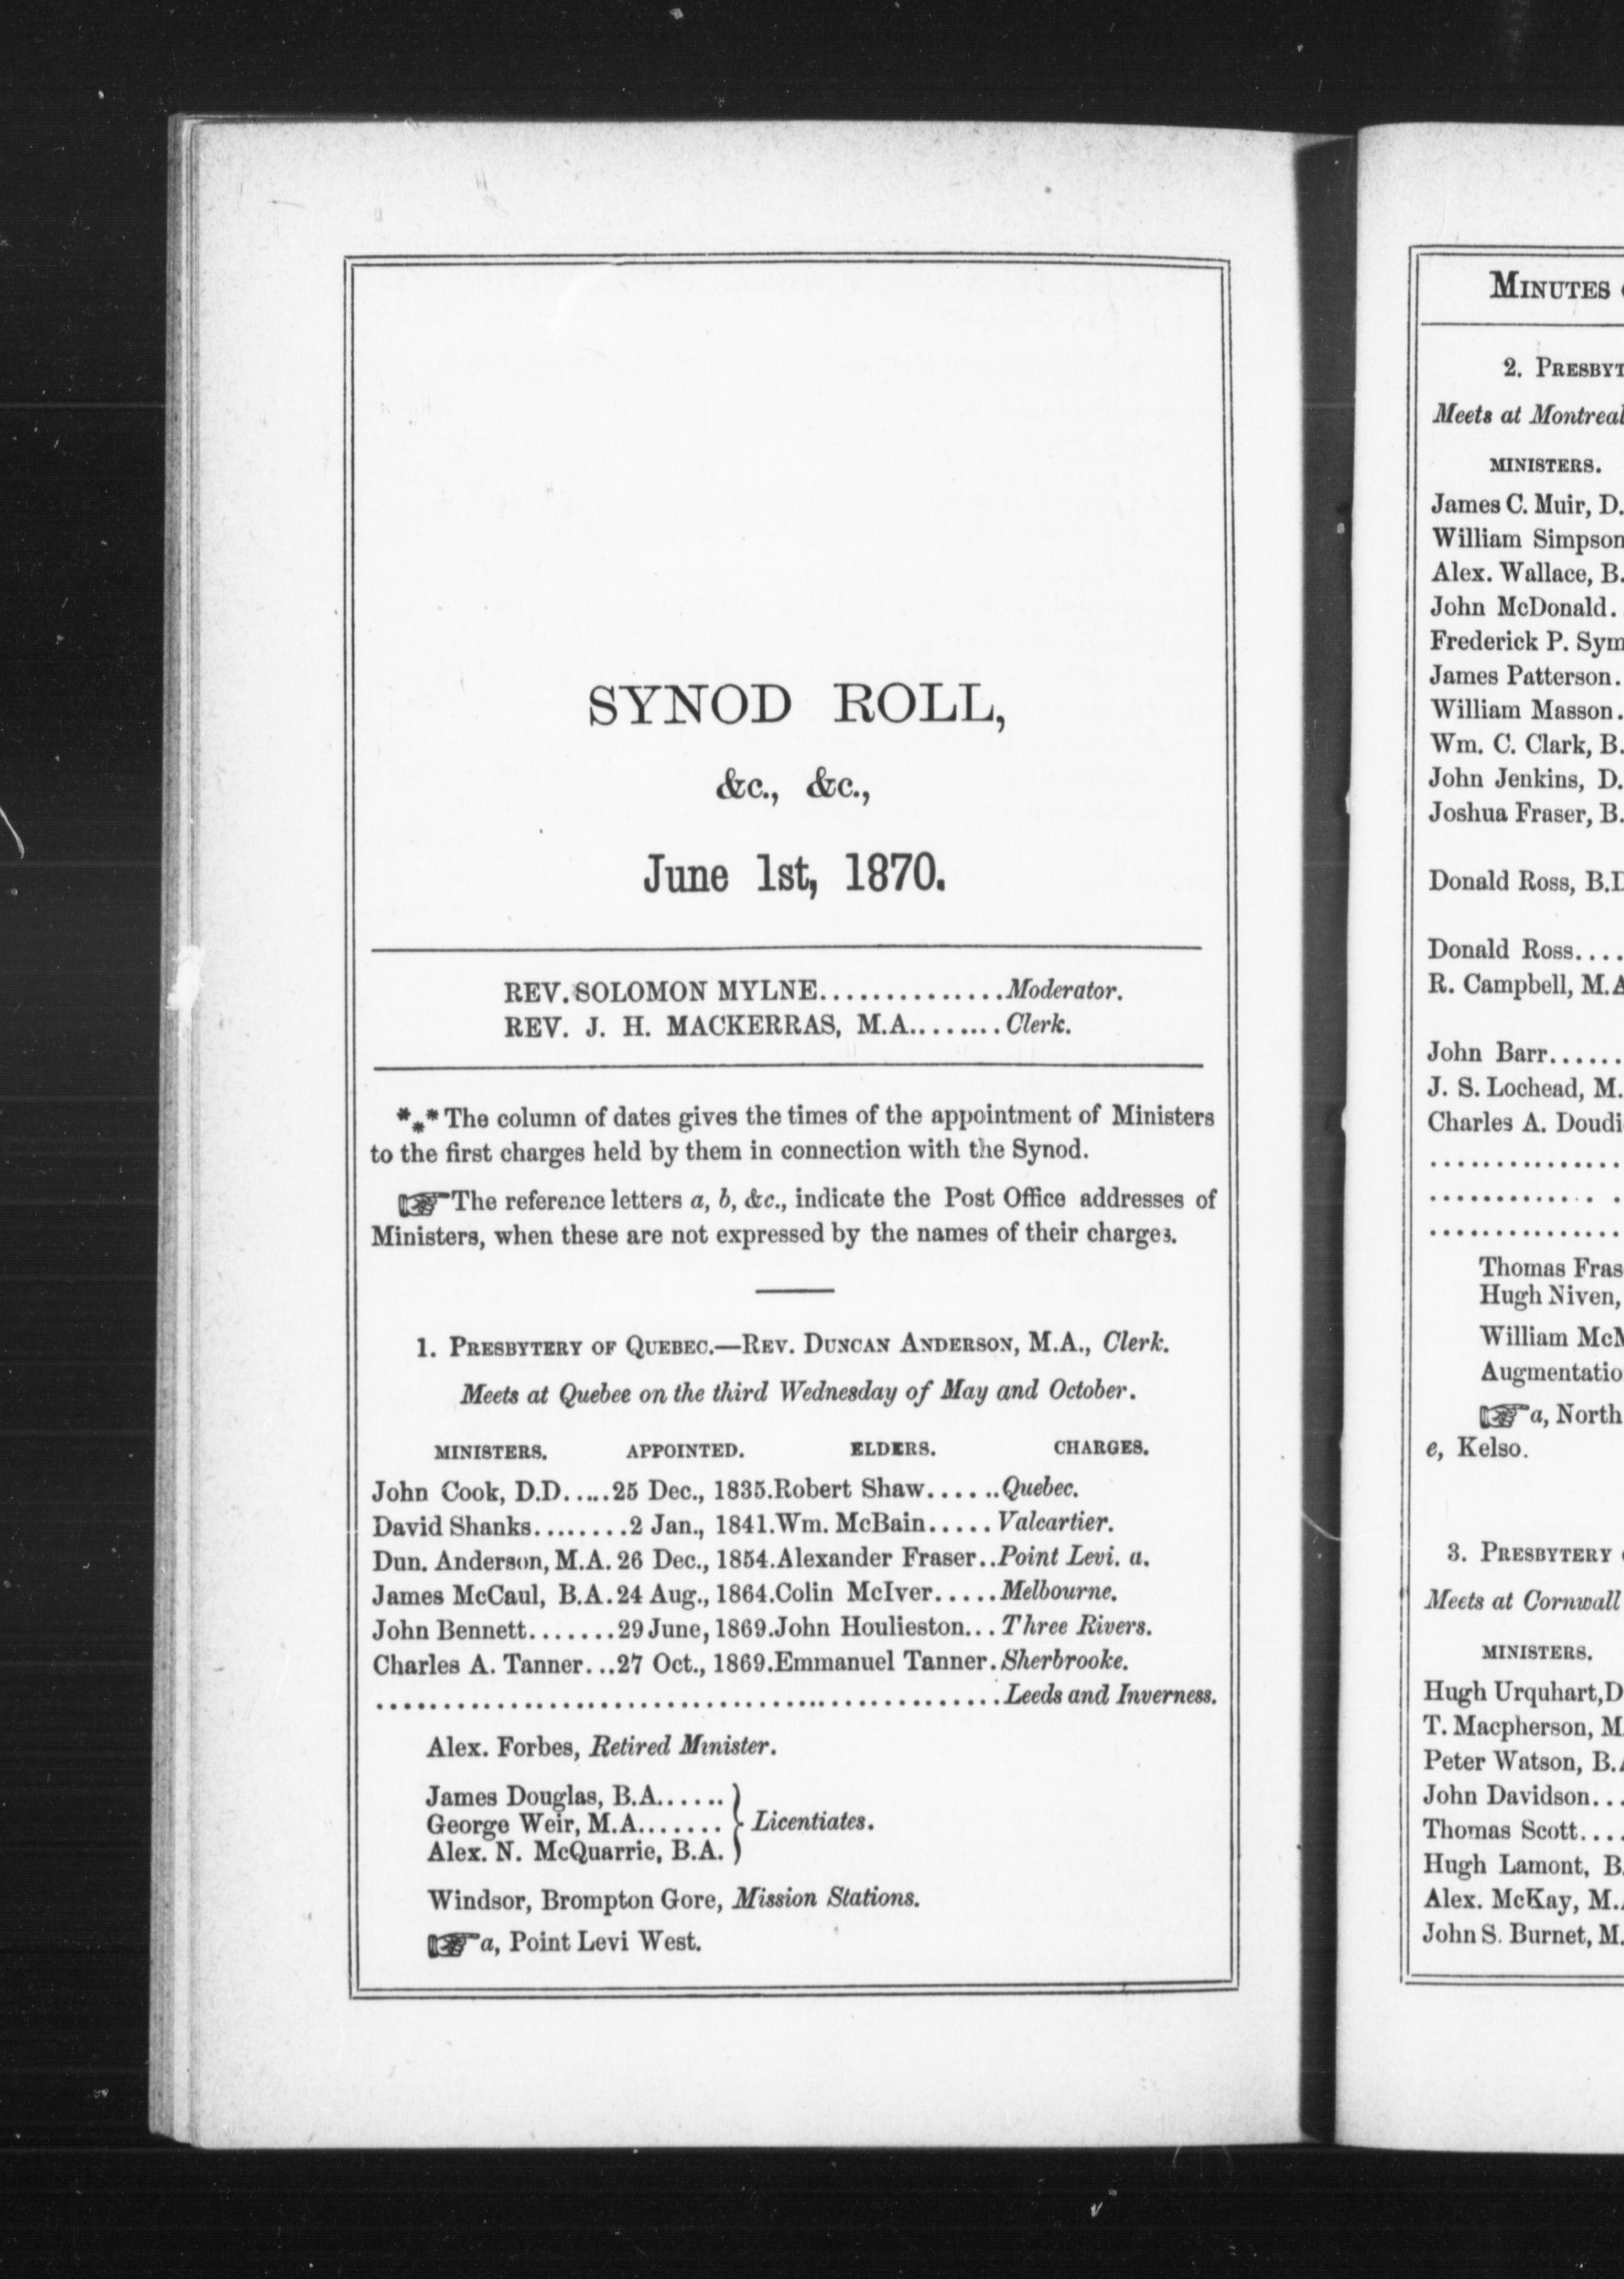 SYNOD ROLL,
&c., &c.,
June 1st, 1870.
REV. SOLOMON MYLNE..............Moderator.
REV. J. H. MACKERRAS, M.A........Clerk.
*** The column of dates gives the times of the appointment of Ministers
to the first charges held by them in connection with the Synod.
☞ The reference letters a, b, &c., indicate the Post Office addresses of
Ministers, when these are not expressed by the names of their charges.
1. PRESBYTERY OF QUEBEC.—REV. DUNCAN ANDERSON, M.A., Clerk.
Meets at Quebec on the third Wednesday of May and October.
MINISTERS. APPOINTED. ELDERS. CHARGES.
John Cook, D.D.....25 Dec., 1835.Robert Shaw......Quebec.
David Shanks........2 Jan., 1841.Wm. McBain.....Valcartier.
Dun. Anderson, M.A. 26 Dec., 1854.Alexander Fraser..Point Levi. a.
James McCaul, B.A.24 Aug., 1864.Colin McIver.....Melbourne.
John Bennett.......29 June, 1869.John Houlieston...Three Rivers.
Charles A. Tanner...27 Oct., 1869.Emmanuel Tanner.Sherbrooke.
................................................Leeds and Inverness.
Alex. Forbes, Retired Minister.
James Douglas, B.A......
George Weir, M.A....... } Licentiates.
Alex. N. McQuarrie, B.A.
Windsor, Brompton Gore, Mission Stations.
☞ a, Point Levi West.
MINUTES
2. PRESBYT
Meets at Montreal
MINISTERS.
James C. Muir, D.
William Simpson
Alex. Wallace, B.
John McDonald.
Frederick P. Sym
James Patterson.
William Masson.
Wm. C. Clark, B.
John Jenkins, D.
Joshua Fraser, B.
Donald Ross, B.D
Donald Ross....
R. Campbell, M.A
John Barr......
J. S. Lochead, M.
Charles A. Doudi
...............
...............
...............
Thomas Fras
Hugh Niven,
William McM
Augmentatio
☞ a, North
e, Kelso.
3. PRESBYTERY
Meets at Cornwall
MINISTERS.
Hugh Urquhart, D
T. Macpherson, M
Peter Watson, B.A
John Davidson...
Thomas Scott....
Hugh Lamont, B
Alex. McKay, M.A
John S. Burnet, M.